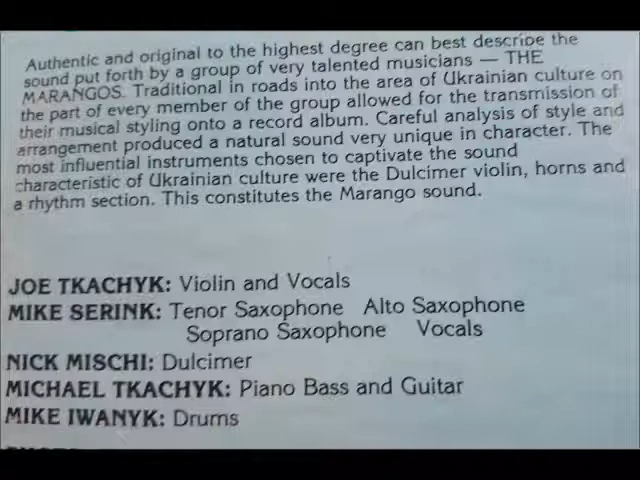 Authentic and original to the highest degree can best describe the
sound put forth by a group of very talented musicians — THE
MARANGOS. Traditional in roads into the area of Ukrainian culture on
the part of every member of the group allowed for the transmission of
their musical styling onto a record album. Careful analysis of style and
arrangement produced a natural sound very unique in character. The
most influential instruments chosen to captivate the sound
characteristic of Ukrainian culture were the Dulcimer violin, horns and
a rhythm section. This constitutes the Marango sound.
JOE TKACHYK: Violin and Vocals
MIKE SERINK: Tenor Saxophone Alto Saxophone
Soprano Saxophone Vocals
NICK MISCHI: Dulcimer
MICHAEL TKACHYK: Piano Bass and Guitar
MIKE IWANYK: Drums